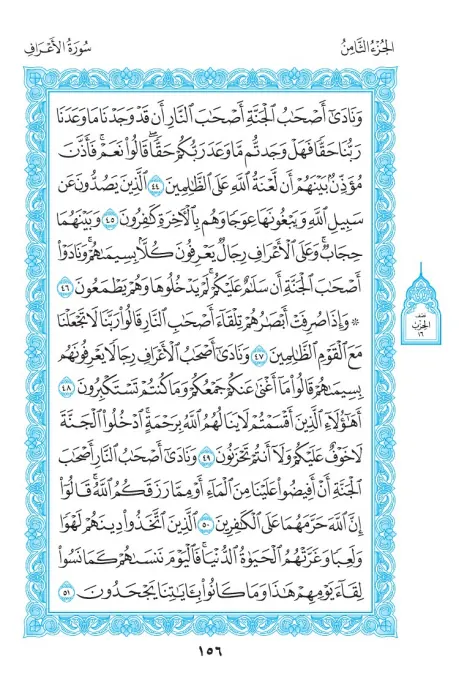 الجُزْءُ الثَّامِنُ
سُورَةُ الأَعْرَافِ
وَنَادَىٰٓ أَصْحَٰبُ ٱلْجَنَّةِ أَصْحَٰبَ ٱلنَّارِ أَن قَدْ وَجَدْنَا مَا وَعَدَنَا
رَبُّنَا حَقًّا فَهَلْ وَجَدتُّم مَّا وَعَدَ رَبُّكُمْ حَقًّا ۖ قَالُوا۟ نَعَمْ ۚ فَأَذَّنَ
مُؤَذِّنٌۢ بَيْنَهُمْ أَن لَّعْنَةُ ٱللَّهِ عَلَى ٱلظَّٰلِمِينَ ٤٤ ٱلَّذِينَ يَصُدُّونَ عَن
سَبِيلِ ٱللَّهِ وَيَبْغُونَهَا عِوَجًا وَهُم بِٱلْـَٔاخِرَةِ كَٰفِرُونَ ٤٥ وَبَيْنَهُمَا
حِجَابٌ ۚ وَعَلَى ٱلْأَعْرَافِ رِجَالٌ يَعْرِفُونَ كُلًّۢا بِسِيمَىٰهُمْ ۚ وَنَادَوْا۟
أَصْحَٰبَ ٱلْجَنَّةِ أَن سَلَٰمٌ عَلَيْكُمْ ۚ لَمْ يَدْخُلُوهَا وَهُمْ يَطْمَعُونَ ٤٦
۞ وَإِذَا صُرِفَتْ أَبْصَٰرُهُمْ تِلْقَآءَ أَصْحَٰبِ ٱلنَّارِ قَالُوا۟ رَبَّنَا لَا تَجْعَلْنَا
مَعَ ٱلْقَوْمِ ٱلظَّٰلِمِينَ ٤٧ وَنَادَىٰٓ أَصْحَٰبُ ٱلْأَعْرَافِ رِجَالًا يَعْرِفُونَهُم
بِسِيمَىٰهُمْ قَالُوا۟ مَآ أَغْنَىٰ عَنكُمْ جَمْعُكُمْ وَمَا كُنتُمْ تَسْتَكْبِرُونَ ٤٨
أَهَٰٓؤُلَآءِ ٱلَّذِينَ أَقْسَمْتُمْ لَا يَنَالُهُمُ ٱللَّهُ بِرَحْمَةٍ ۚ ٱدْخُلُوا۟ ٱلْجَنَّةَ
لَا خَوْفٌ عَلَيْكُمْ وَلَآ أَنتُمْ تَحْزَنُونَ ٤٩ وَنَادَىٰٓ أَصْحَٰبُ ٱلنَّارِ أَصْحَٰبَ
ٱلْجَنَّةِ أَنْ أَفِيضُوا۟ عَلَيْنَا مِنَ ٱلْمَآءِ أَوْ مِمَّا رَزَقَكُمُ ٱللَّهُ ۚ قَالُوٓا۟
إِنَّ ٱللَّهَ حَرَّمَهُمَا عَلَى ٱلْكَٰفِرِينَ ٥٠ ٱلَّذِينَ ٱتَّخَذُوا۟ دِينَهُمْ لَهْوًا
وَلَعِبًا وَغَرَّتْهُمُ ٱلْحَيَوٰةُ ٱلدُّنْيَا ۚ فَٱلْيَوْمَ نَنسَىٰهُمْ كَمَا نَسُوا۟
لِقَآءَ يَوْمِهِمْ هَٰذَا وَمَا كَانُوا۟ بِـَٔايَٰتِنَا يَجْحَدُونَ ٥١
نصف
الحزب
١٦
١٥٦